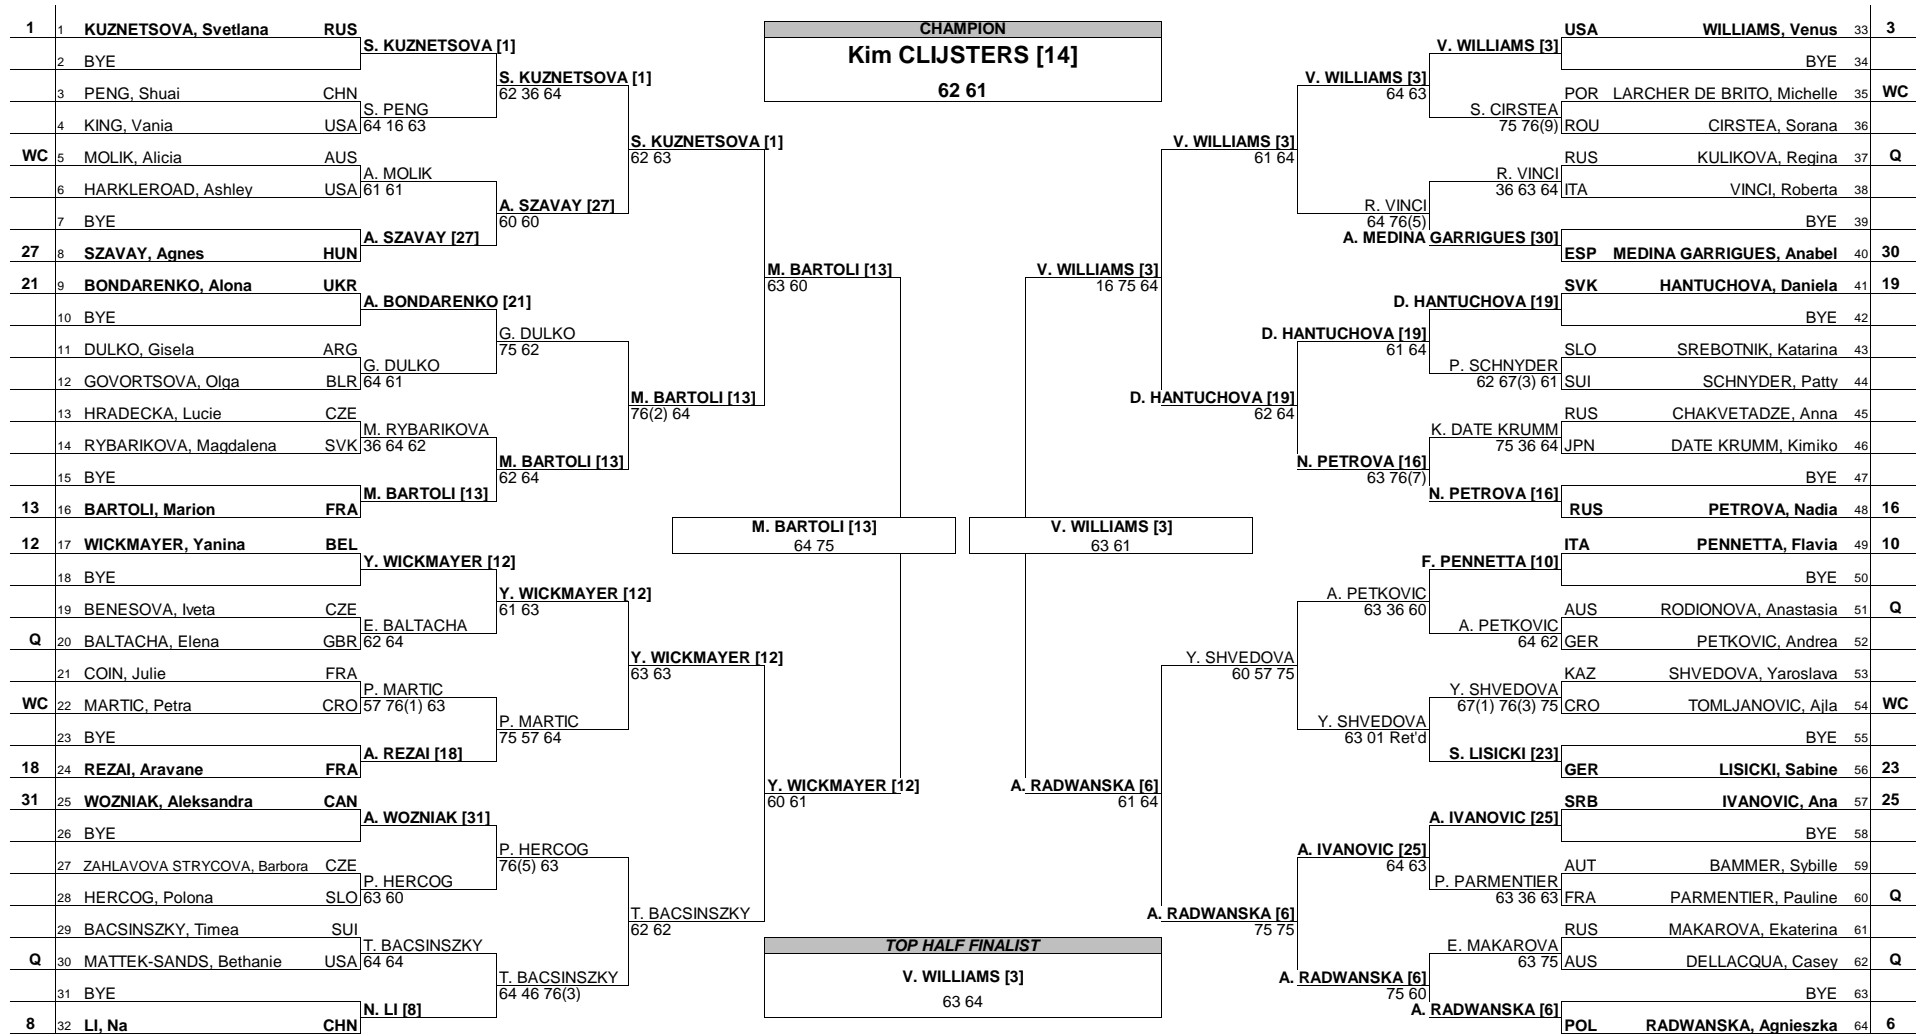 CHAMPION
Kim CLIJSTERS [14]
62 61
1 1 KUZNETSOVA, Svetlana RUS
2 BYE
3 PENG, Shuai CHN
4 KING, Vania USA
WC 5 MOLIK, Alicia AUS
6 HARKLEROAD, Ashley USA
7 BYE
27 8 SZAVAY, Agnes HUN
21 9 BONDARENKO, Alona UKR
10 BYE
11 DULKO, Gisela ARG
12 GOVORTSOVA, Olga BLR
13 HRADECKA, Lucie CZE
14 RYBARIKOVA, Magdalena SVK
15 BYE
13 16 BARTOLI, Marion FRA
12 17 WICKMAYER, Yanina BEL
18 BYE
19 BENESOVA, Iveta CZE
Q 20 BALTACHA, Elena GBR
21 COIN, Julie FRA
WC 22 MARTIC, Petra CRO
23 BYE
18 24 REZAI, Aravane FRA
31 25 WOZNIAK, Aleksandra CAN
26 BYE
27 ZAHLAVOVA STRYCOVA, Barbora CZE
28 HERCOG, Polona SLO
29 BACSINSZKY, Timea SUI
Q 30 MATTEK-SANDS, Bethanie USA
31 BYE
8 32 LI, Na CHN
S. KUZNETSOVA [1]
S. PENG
64 16 63
A. MOLIK
61 61
A. SZAVAY [27]
A. BONDARENKO [21]
G. DULKO
64 61
M. RYBARIKOVA
36 64 62
M. BARTOLI [13]
Y. WICKMAYER [12]
E. BALTACHA
62 64
P. MARTIC
57 76(1) 63
A. REZAI [18]
A. WOZNIAK [31]
P. HERCOG
63 60
T. BACSINSZKY
64 64
N. LI [8]
S. KUZNETSOVA [1]
62 36 64
A. SZAVAY [27]
60 60
G. DULKO
75 62
M. BARTOLI [13]
62 64
Y. WICKMAYER [12]
61 63
P. MARTIC
75 57 64
P. HERCOG
76(5) 63
T. BACSINSZKY
64 46 76(3)
S. KUZNETSOVA [1]
62 63
M. BARTOLI [13]
76(2) 64
Y. WICKMAYER [12]
63 63
T. BACSINSZKY
62 62
M. BARTOLI [13]
63 60
Y. WICKMAYER [12]
60 61
M. BARTOLI [13]
64 75
V. WILLIAMS [3]
63 61
V. WILLIAMS [3]
16 75 64
A. RADWANSKA [6]
61 64
V. WILLIAMS [3]
61 64
D. HANTUCHOVA [19]
62 64
Y. SHVEDOVA
60 57 75
A. RADWANSKA [6]
75 75
V. WILLIAMS [3]
64 63
R. VINCI
64 76(5)
D. HANTUCHOVA [19]
61 64
N. PETROVA [16]
63 76(7)
A. PETKOVIC
63 36 60
Y. SHVEDOVA
63 01 Ret'd
A. IVANOVIC [25]
64 63
A. RADWANSKA [6]
75 60
V. WILLIAMS [3]
S. CIRSTEA
75 76(9)
R. VINCI
36 63 64
A. MEDINA GARRIGUES [30]
D. HANTUCHOVA [19]
P. SCHNYDER
62 67(3) 61
K. DATE KRUMM
75 36 64
N. PETROVA [16]
F. PENNETTA [10]
A. PETKOVIC
64 62
Y. SHVEDOVA
67(1) 76(3) 75
S. LISICKI [23]
A. IVANOVIC [25]
P. PARMENTIER
63 36 63
E. MAKAROVA
63 75
A. RADWANSKA [6]
USA WILLIAMS, Venus 33 3
BYE 34
POR LARCHER DE BRITO, Michelle 35 WC
ROU CIRSTEA, Sorana 36
RUS KULIKOVA, Regina 37 Q
ITA VINCI, Roberta 38
BYE 39
ESP MEDINA GARRIGUES, Anabel 40 30
SVK HANTUCHOVA, Daniela 41 19
BYE 42
SLO SREBOTNIK, Katarina 43
SUI SCHNYDER, Patty 44
RUS CHAKVETADZE, Anna 45
JPN DATE KRUMM, Kimiko 46
BYE 47
RUS PETROVA, Nadia 48 16
ITA PENNETTA, Flavia 49 10
BYE 50
AUS RODIONOVA, Anastasia 51 Q
GER PETKOVIC, Andrea 52
KAZ SHVEDOVA, Yaroslava 53
CRO TOMLJANOVIC, Ajla 54 WC
BYE 55
GER LISICKI, Sabine 56 23
SRB IVANOVIC, Ana 57 25
BYE 58
AUT BAMMER, Sybille 59
FRA PARMENTIER, Pauline 60 Q
RUS MAKAROVA, Ekaterina 61
AUS DELLACQUA, Casey 62 Q
BYE 63
POL RADWANSKA, Agnieszka 64 6
TOP HALF FINALIST
V. WILLIAMS [3]
63 64